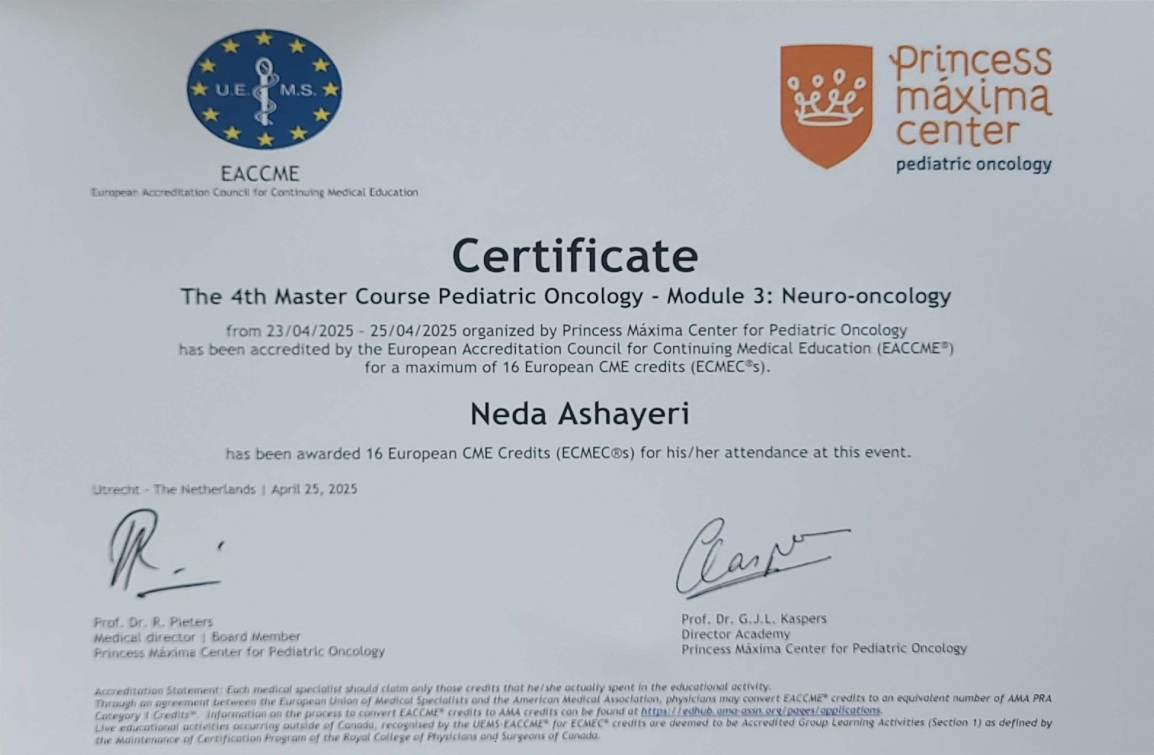 U.E. M.S.
EACCME
European Accreditation Council for Continuing Medical Education
Princess
máxima
center
pediatric oncology
Certificate
The 4th Master Course Pediatric Oncology - Module 3: Neuro-oncology
from 23/04/2025 - 25/04/2025 organized by Princess Máxima Center for Pediatric Oncology
has been accredited by the European Accreditation Council for Continuing Medical Education (EACCME®)
for a maximum of 16 European CME credits (ECMEC®s).
Neda Ashayeri
has been awarded 16 European CME Credits (ECMEC®s) for his/her attendance at this event.
Utrecht - The Netherlands | April 25, 2025
Prof. Dr. R. Pieters
Medical director | Board Member
Princess Máxima Center for Pediatric Oncology
Prof. Dr. G.J.L. Kaspers
Director Academy
Princess Máxima Center for Pediatric Oncology
Accreditation Statement: Each medical specialist should claim only those credits that he/she actually spent in the educational activity.
Through an agreement between the European Union of Medical Specialists and the American Medical Association, physicians may convert EACCME® credits to an equivalent number of AMA PRA
Category 1 Credits™. Information on the process to convert EACCME® credits to AMA credits can be found at https://edhub.ama-assn.org/pages/applications.
Live educational activities occurring outside of Canada, recognised by the UEMS-EACCME® for ECMEC® credits are deemed to be Accredited Group Learning Activities (Section 1) as defined by
the Maintenance of Certification Program of the Royal College of Physicians and Surgeons of Canada.